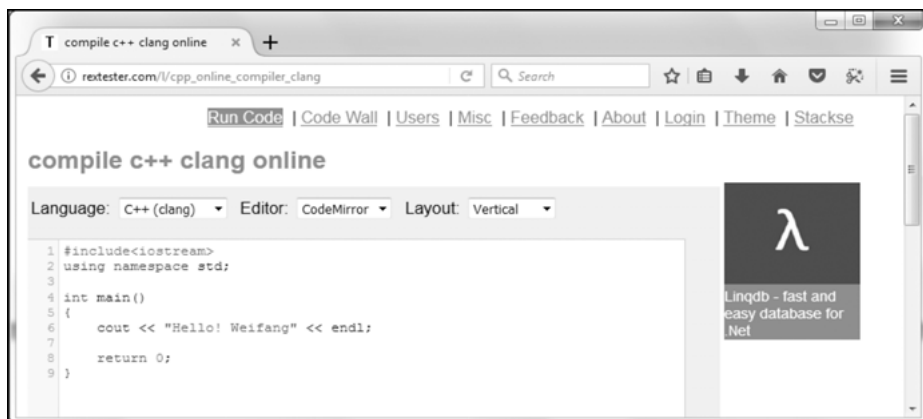 T compile c++ clang online × +
rextester.com/l/cpp_online_compiler_clang Search
Run Code | Code Wall | Users | Misc | Feedback | About | Login | Theme | Stackse
compile c++ clang online
Language: C++ (clang) Editor: CodeMirror Layout: Vertical
1 #include<iostream>
2 using namespace std;
3
4 int main()
5 {
6     cout << "Hello! Weifang" << endl;
7
8     return 0;
9 }
λ
Linqdb - fast and
easy database for
.Net